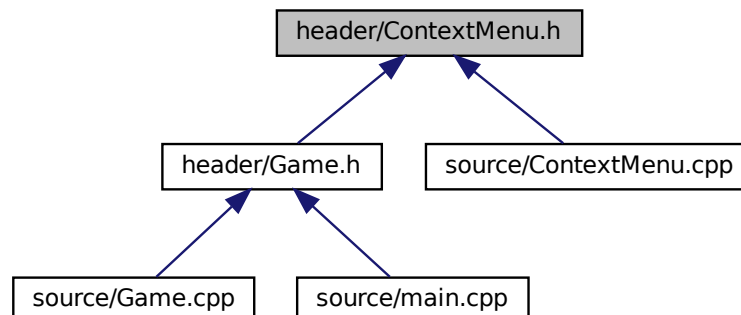 header/ContextMenu.h
header/Game.h
source/ContextMenu.cpp
source/Game.cpp
source/main.cpp